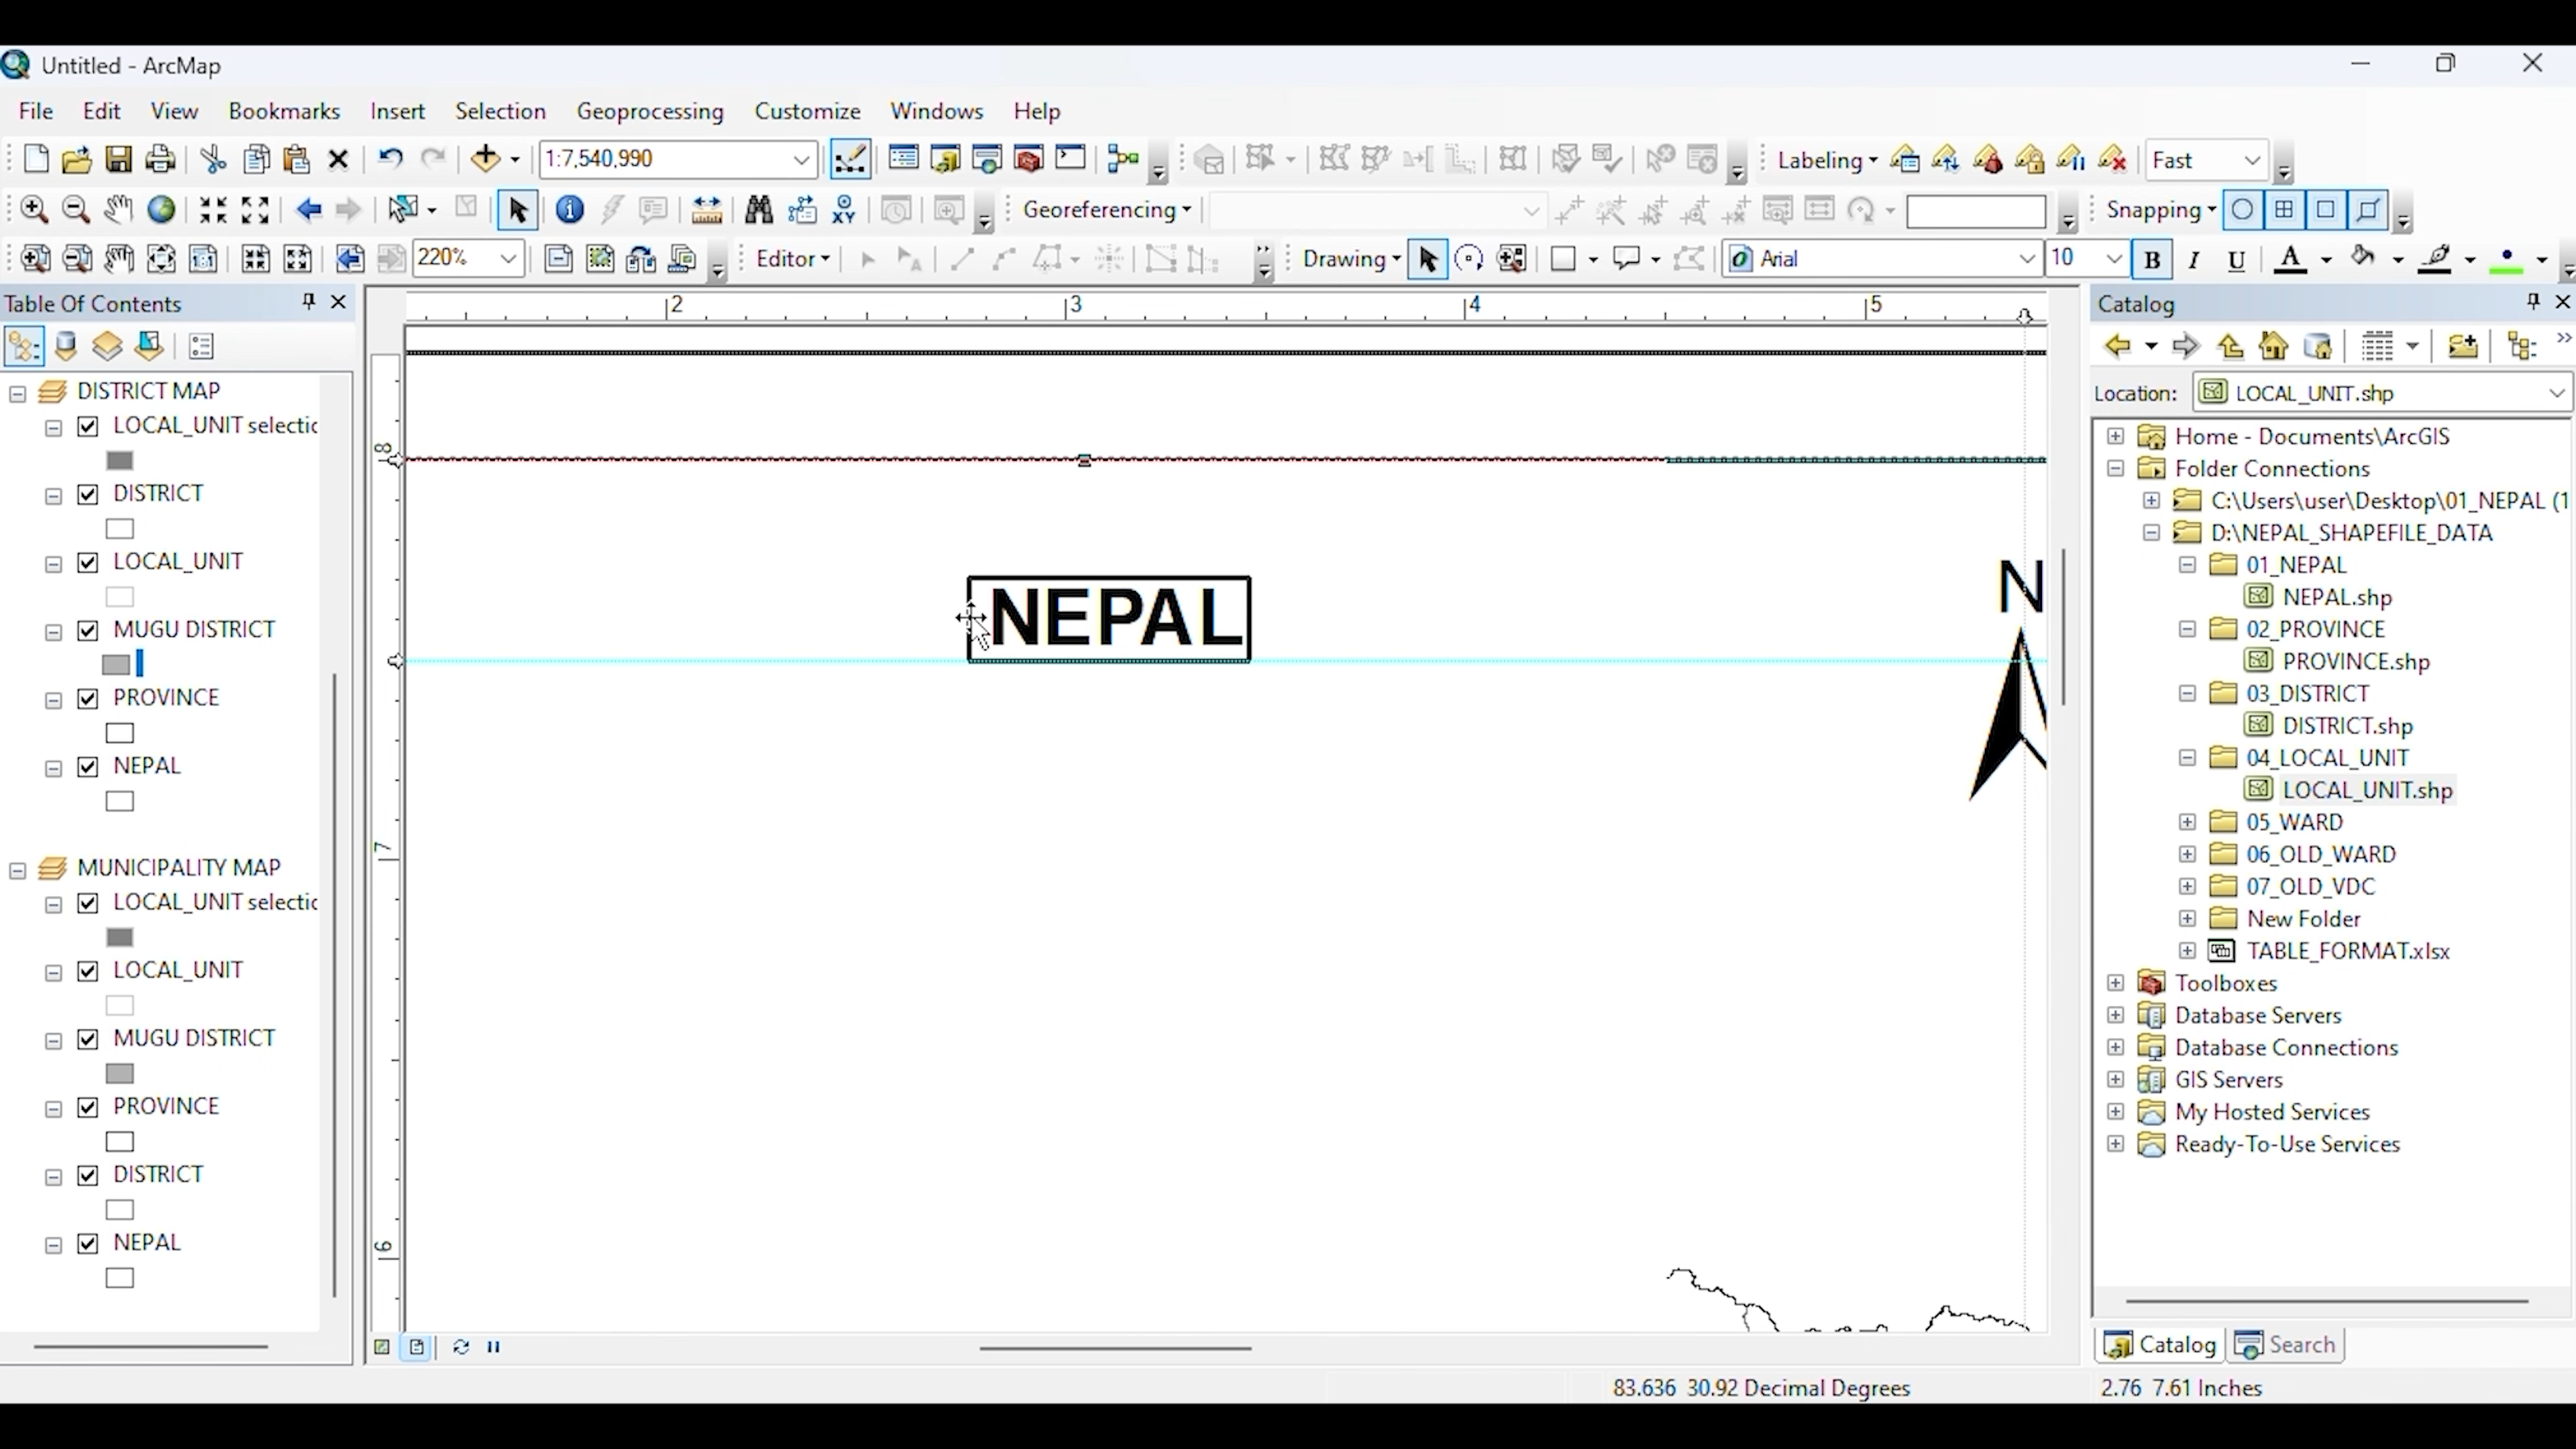 Untitled - ArcMap
File Edit View Bookmarks Insert Selection Geoprocessing Customize Windows Help
1:7,540,990 Labeling Fast
XY Georeferencing Snapping
220% Editor Drawing Arial 10 B I U A
Table Of Contents
DISTRICT MAP
LOCAL_UNIT selectic
DISTRICT
LOCAL_UNIT
MUGU DISTRICT
PROVINCE
NEPAL
MUNICIPALITY MAP
LOCAL_UNIT selectic
LOCAL_UNIT
MUGU DISTRICT
PROVINCE
DISTRICT
NEPAL
2 3 4 5
8
7
6
NEPAL
N
Catalog
Location: LOCAL_UNIT.shp
Home - Documents\ArcGIS
Folder Connections
C:\Users\user\Desktop\01_NEPAL (1
D:\NEPAL_SHAPEFILE_DATA
01_NEPAL
NEPAL.shp
02_PROVINCE
PROVINCE.shp
03_DISTRICT
DISTRICT.shp
04_LOCAL_UNIT
LOCAL_UNIT.shp
05_WARD
06_OLD_WARD
07_OLD_VDC
New Folder
TABLE_FORMAT.xlsx
Toolboxes
Database Servers
Database Connections
GIS Servers
My Hosted Services
Ready-To-Use Services
Catalog Search
83.636 30.92 Decimal Degrees 2.76 7.61 Inches